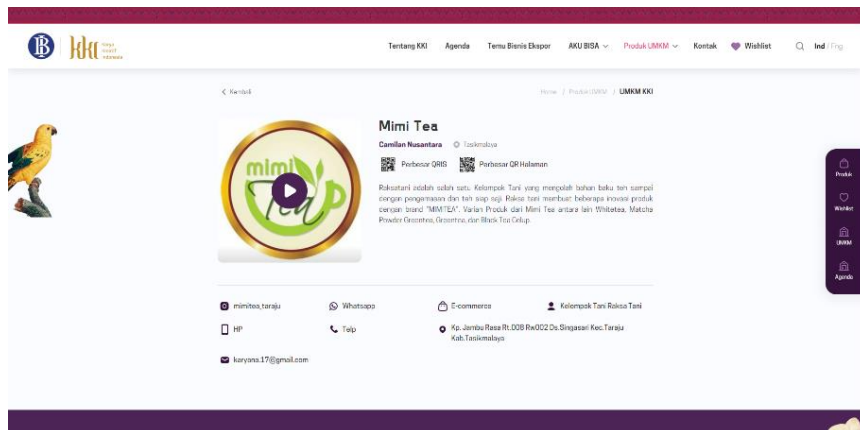 kki karya kreatif indonesia
Tentang KKI Agenda Temu Bisnis Ekspor AKU BISA Produk UMKM Kontak Wishlist Ind / Eng
Kembali
Home / Produk UMKM / UMKM KKI
mimi Tea
Mimi Tea
Camilan Nusantara Tasikmalaya
Perbesar QRIS Perbesar QR Halaman
Raksatani adalah salah satu Kelompok Tani yang mengolah bahan baku teh sampai
dengan pengemasan dan teh siap saji. Raksa tani membuat beberapa inovasi produk
dengan brand "MIMITEA". Varian Produk dari Mimi Tea antara lain Whitetea, Matcha
Powder Greentea, Greentea, dan Black Tea Celup.
Produk
Wishlist
UMKM
Agenda
mimitea_taraju Whatsapp E-commerce Kelompok Tani Raksa Tani
HP Telp Kp. Jambu Rasa Rt.008 Rw.002 Ds.Singasari Kec.Taraju
Kab.Tasikmalaya
karyana.17@gmail.com